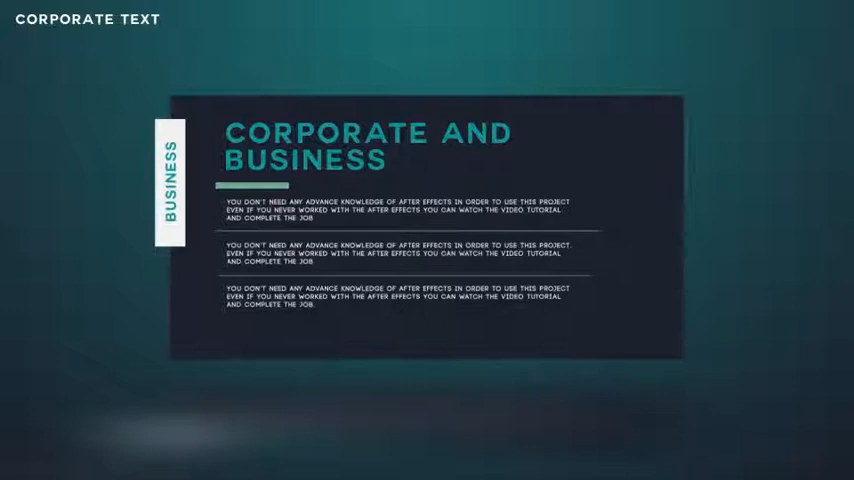 CORPORATE TEXT
CORPORATE AND
BUSINESS
BUSINESS
YOU DON'T NEED ANY ADVANCE KNOWLEDGE OF AFTER EFFECTS IN ORDER TO USE THIS PROJECT
EVEN IF YOU NEVER WORKED WITH THE AFTER EFFECTS YOU CAN WATCH THE VIDEO TUTORIAL
AND COMPLETE THE JOB
YOU DON'T NEED ANY ADVANCE KNOWLEDGE OF AFTER EFFECTS IN ORDER TO USE THIS PROJECT.
EVEN IF YOU NEVER WORKED WITH THE AFTER EFFECTS YOU CAN WATCH THE VIDEO TUTORIAL
AND COMPLETE THE JOB
YOU DON'T NEED ANY ADVANCE KNOWLEDGE OF AFTER EFFECTS IN ORDER TO USE THIS PROJECT
EVEN IF YOU NEVER WORKED WITH THE AFTER EFFECTS YOU CAN WATCH THE VIDEO TUTORIAL
AND COMPLETE THE JOB.